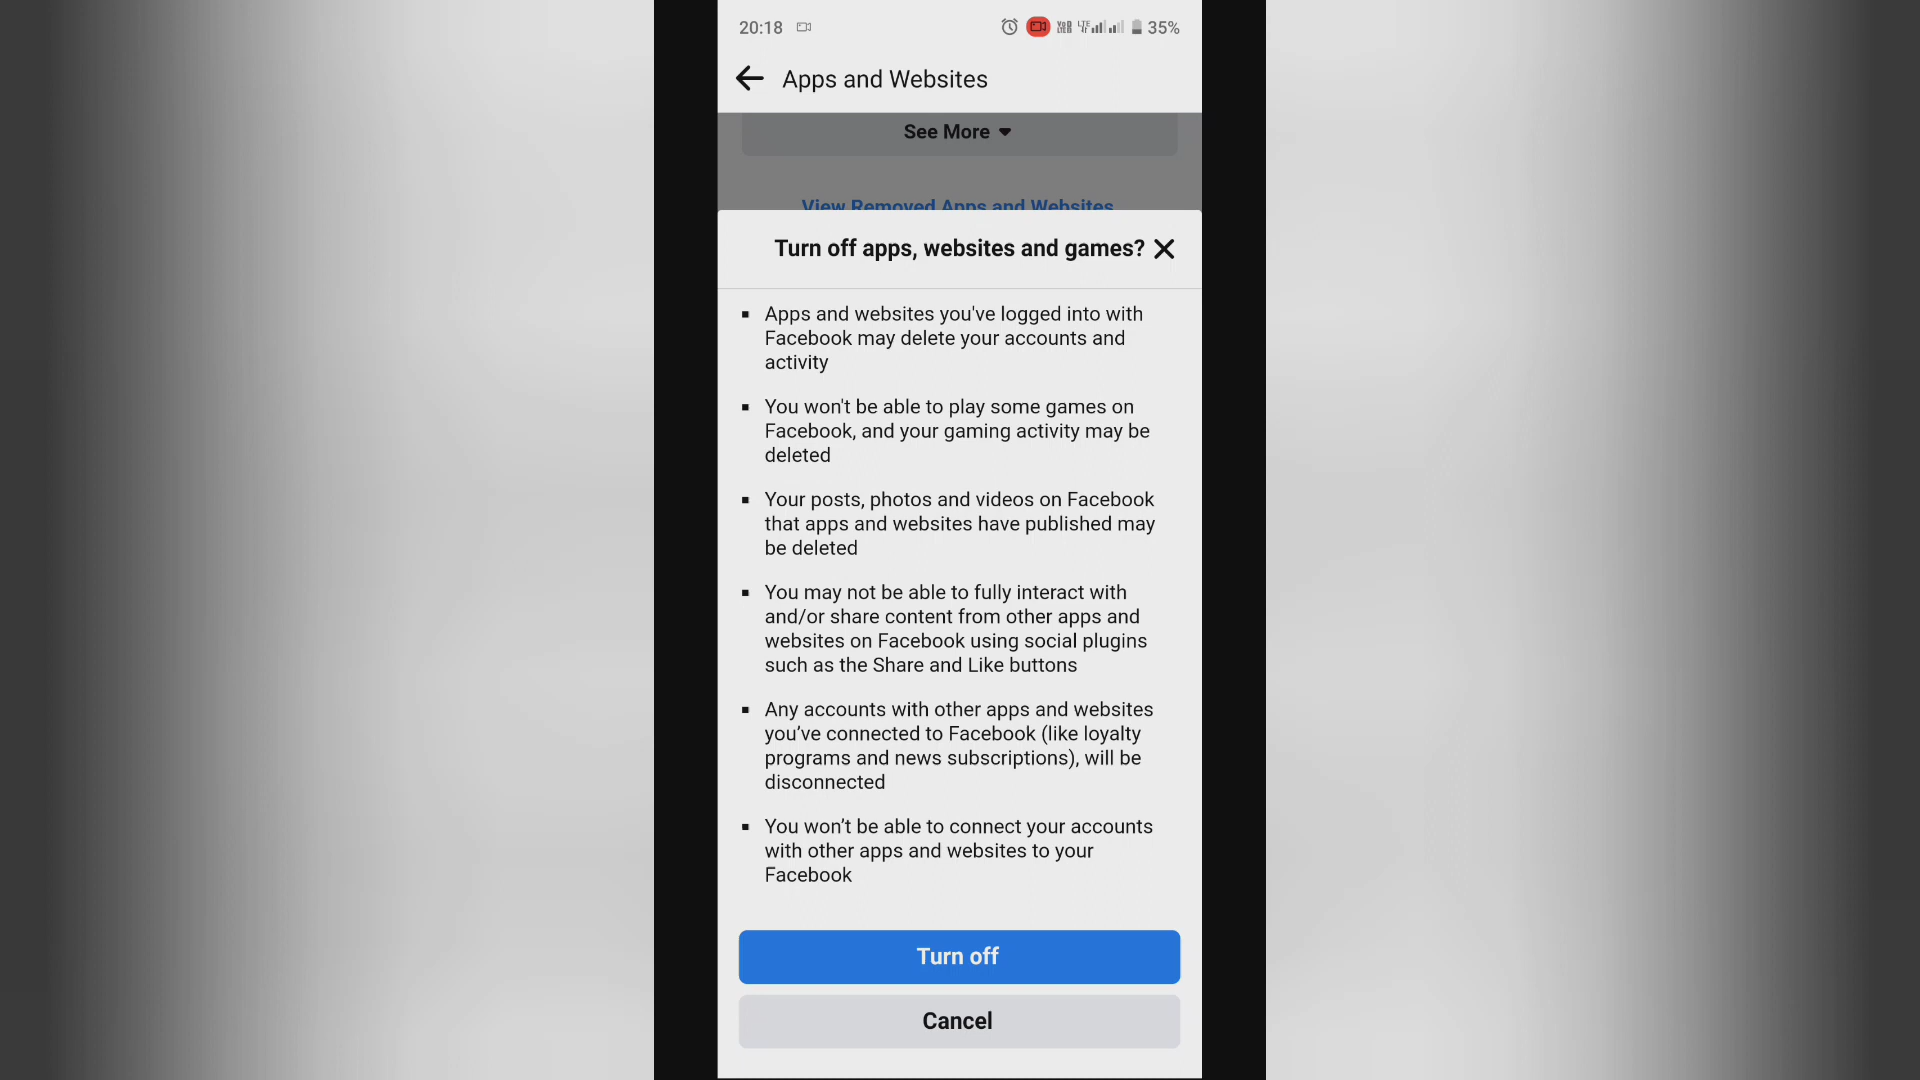 20:18
35%
Apps and Websites
See More
View Removed Apps and Websites
Turn off apps, websites and games?
Apps and websites you've logged into with
Facebook may delete your accounts and
activity
You won't be able to play some games on
Facebook, and your gaming activity may be
deleted
Your posts, photos and videos on Facebook
that apps and websites have published may
be deleted
You may not be able to fully interact with
and/or share content from other apps and
websites on Facebook using social plugins
such as the Share and Like buttons
Any accounts with other apps and websites
you’ve connected to Facebook (like loyalty
programs and news subscriptions), will be
disconnected
You won’t be able to connect your accounts
with other apps and websites to your
Facebook
Turn off
Cancel